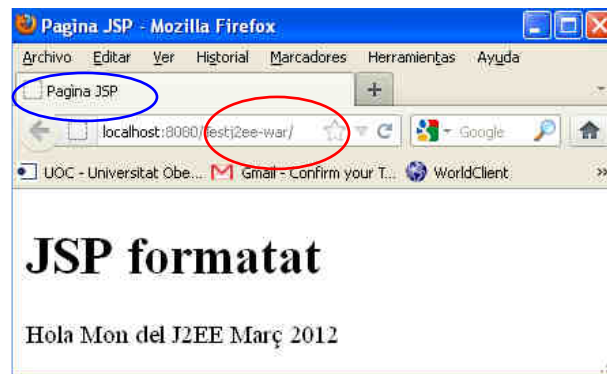 Pagina JSP - Mozilla Firefox
Archivo Editar Ver Historial Marcadores Herramientas Ayuda
Pagina JSP +
localhost:8080/testj2ee-war/ Google
UOC - Universitat Obe... Gmail - Confirm your T... WorldClient »
JSP formatat
Hola Mon del J2EE Març 2012